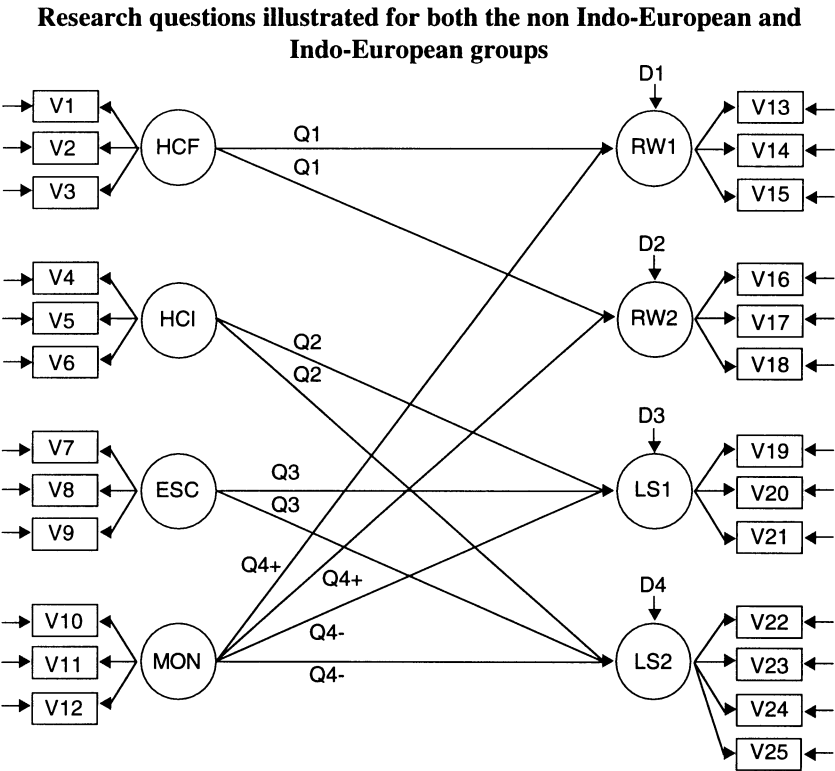 Research questions illustrated for both the non Indo-European and
Indo-European groups
D1
V1
V13
HCF
Q1
RW1
V2
V14
Q1
V3
V15
D2
V4
V16
HCI
RW2
V5
V17
Q2
V6
V18
Q2
D3
V7
V19
Q3
ESC
LS1
V8
V20
Q3
V9
V21
Q4+
Q4+
D4
V10
V22
Q4-
MON
LS2
V11
V23
Q4-
V12
V24
V25